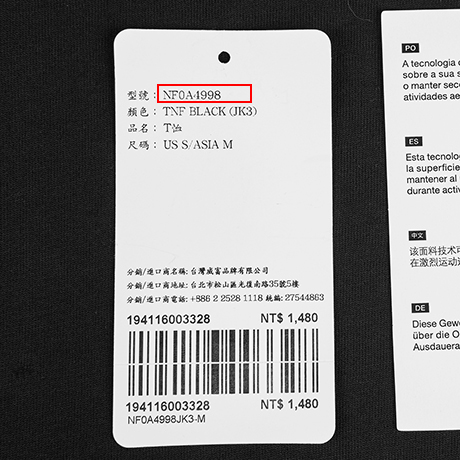 型號：NF0A4998
顏色：TNF BLACK (JK3)
品名：T恤
尺碼：US S/ASIA M
分銷/進口商名稱：台灣威富品牌有限公司
分銷/進口商地址：台北市松山區光復南路35號5樓
分銷/進口商電話：+886 2 2528 1118 統編：27544863
194116003328 NT$ 1,480
194116003328 NT$ 1,480
NF0A4998JK3-M
PO
A tecnologia
sobre a sua s
o manter sec
atividades ae
ES
Esta tecnolo
la superficie
mantener al
durante activ
中文
该面料技术可
在激烈运动
DE
Diese Gewe
über die O
Ausdauera